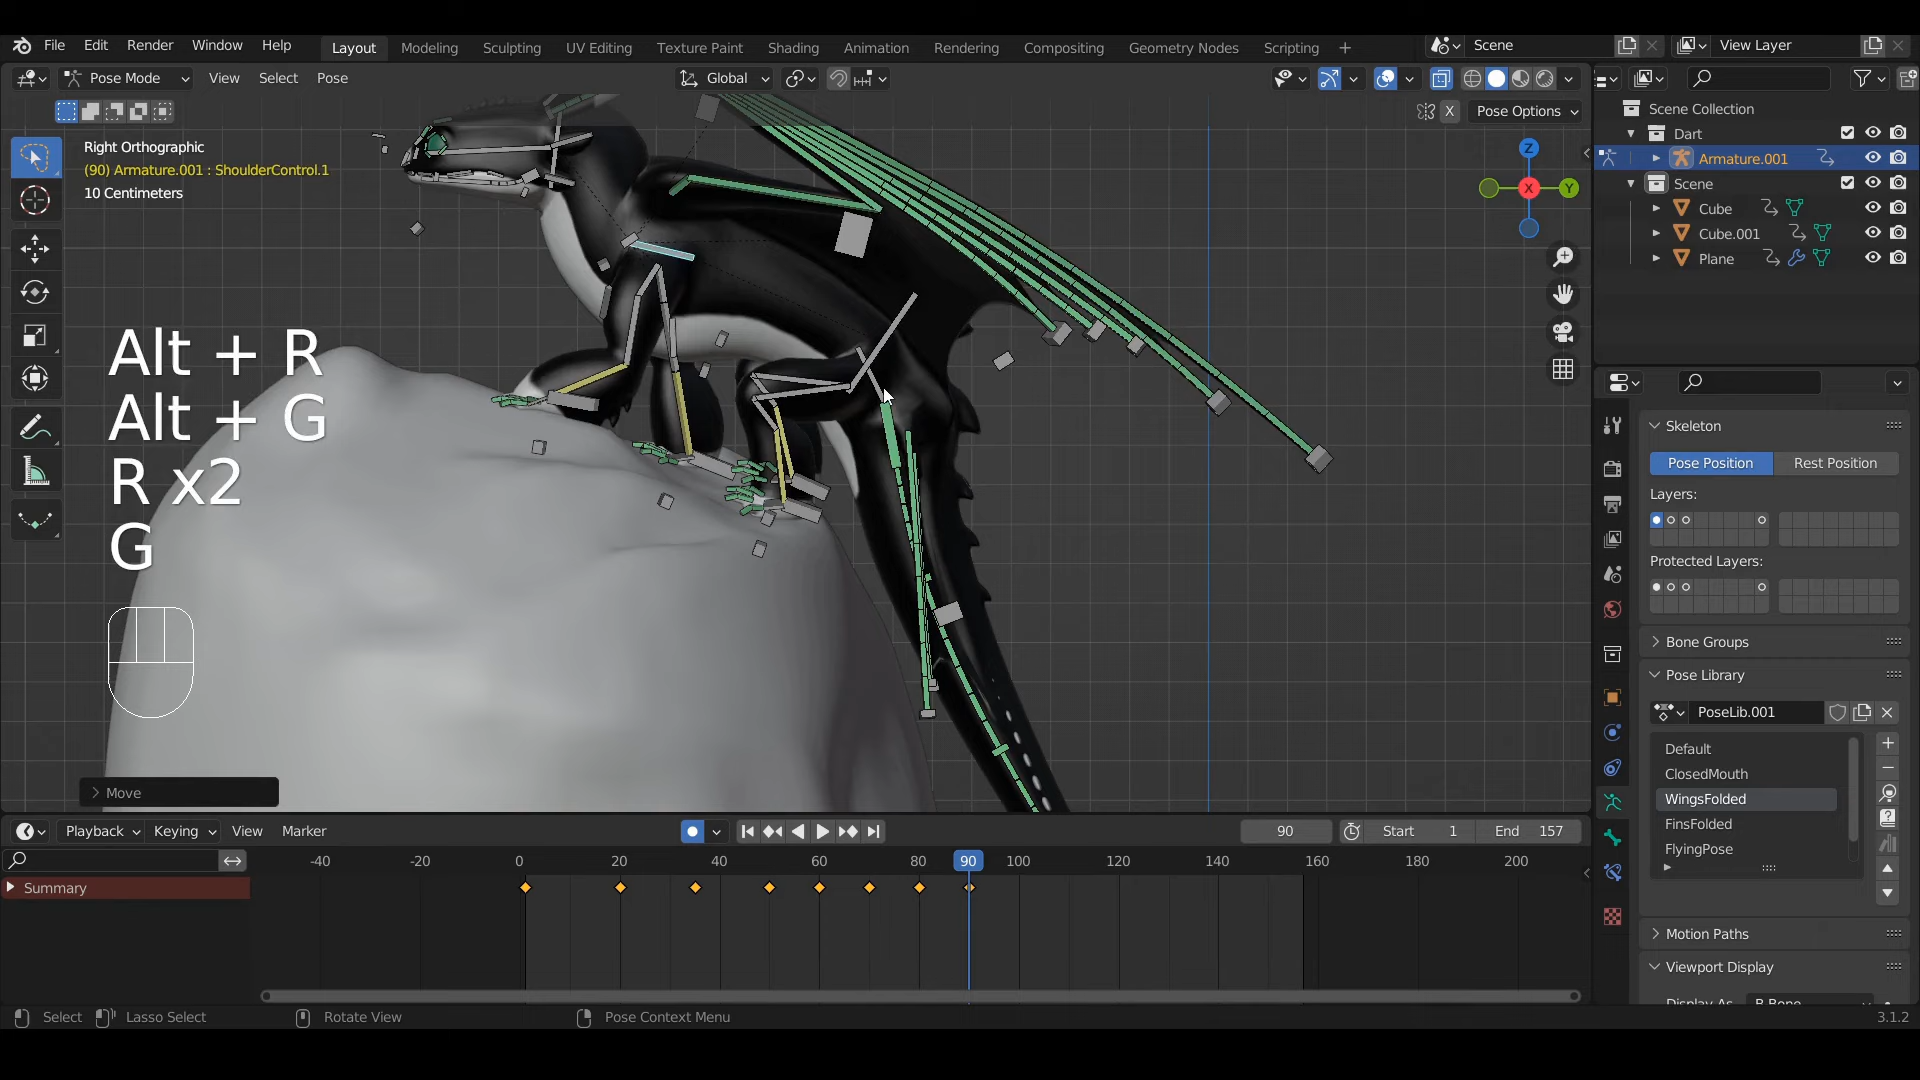 File Edit Render Window Help Layout Modeling Sculpting UV Editing Texture Paint Shading Animation Rendering Compositing Geometry Nodes Scripting + Scene View Layer
Pose Mode View Select Pose Global
X Pose Options
Right Orthographic
(90) Armature.001 : ShoulderControl.1
10 Centimeters
Z
Y
X
Alt + R
Alt + G
R x2
G
Move
Scene Collection
Dart
Armature.001
Scene
Cube
Cube.001
Plane
Skeleton
Pose Position Rest Position
Layers:
Protected Layers:
Bone Groups
Pose Library
PoseLib.001
Default
ClosedMouth
WingsFolded
FinsFolded
FlyingPose
Motion Paths
Viewport Display
Display As B-Bone
Playback Keying View Marker 90 Start 1 End 157
-40 -20 0 20 40 60 80 90 100 120 140 160 180 200
Summary
Select Lasso Select Rotate View Pose Context Menu 3.1.2